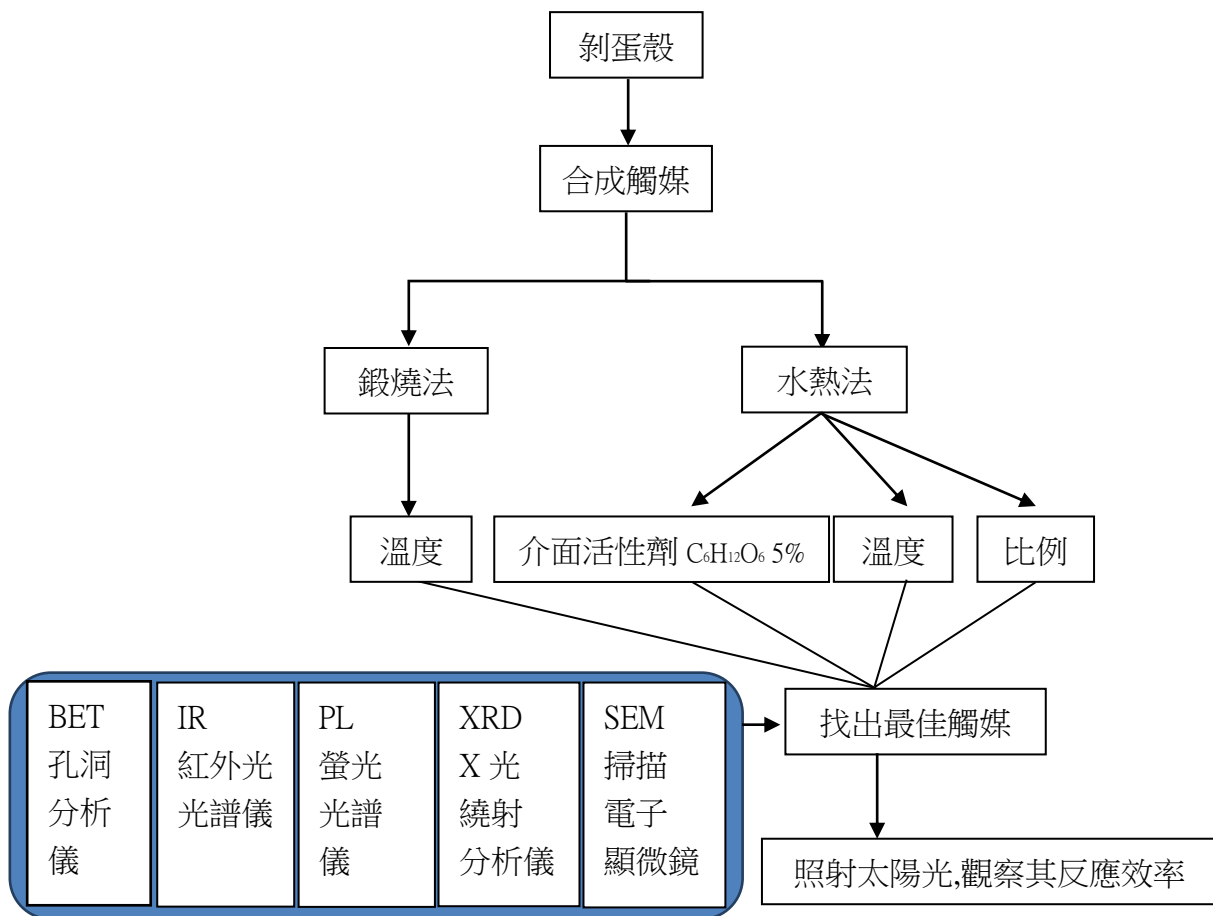 剝蛋殼
合成觸媒
鍛燒法
水熱法
溫度
介面活性劑 C₆H₁₂O₆ 5%
溫度
比例
BET
孔洞
分析
儀
IR
紅外光
光譜儀
PL
螢光
光譜
儀
XRD
X 光
繞射
分析儀
SEM
掃描
電子
顯微鏡
找出最佳觸媒
照射太陽光,觀察其反應效率